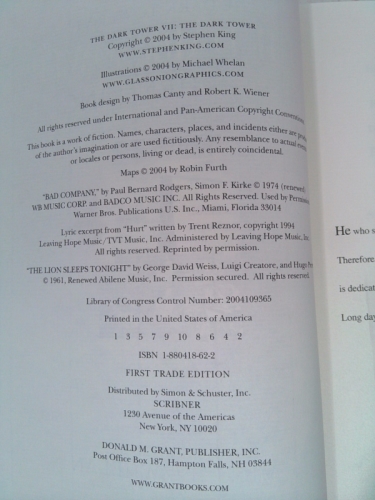 THE DARK TOWER VII: THE DARK TOWER
Copyright © 2004 by Stephen King
WWW.STEPHENKING.COM
Illustrations © 2004 by Michael Whelan
WWW.GLASSONIONGRAPHICS.COM
Book design by Thomas Canty and Robert K. Wiener
All rights reserved under International and Pan-American Copyright Conventions
This book is a work of fiction. Names, characters, places, and incidents either are
of the author's imagination or are used fictitiously. Any resemblance to actual
or locales or persons, living or dead, is entirely coincidental.
Maps © 2004 by Robin Furth
"BAD COMPANY," by Paul Bernard Rodgers, Simon F. Kirke © 1974 (renewed)
WB MUSIC CORP. and BADCO MUSIC INC. All Rights Reserved. Used by
Warner Bros. Publications U.S. Inc., Miami, Florida 33014
Lyric excerpt from "Hurt" written by Trent Reznor, copyright 1994
Leaving Hope Music/TVT Music, Inc. Administered by Leaving Hope Music, In
All rights reserved. Reprinted by permission.
"THE LION SLEEPS TONIGHT" by George David Weiss, Luigi Creatore, and Hugo
© 1961, Renewed Abilene Music, Inc. Permission secured. All rights reserved.
Library of Congress Control Number: 2004109365
Printed in the United States of America
1 3 5 7 9 10 8 6 4 2
ISBN 1-880418-62-2
FIRST TRADE EDITION
Distributed by Simon & Schuster, Inc.
SCRIBNER
1230 Avenue of the Americas
New York, NY 10020
DONALD M. GRANT, PUBLISHER, INC.
Post Office Box 187, Hampton Falls, NH 03844
WWW.GRANTBOOKS.COM
He who s
Therefore
is dedicat
Long day